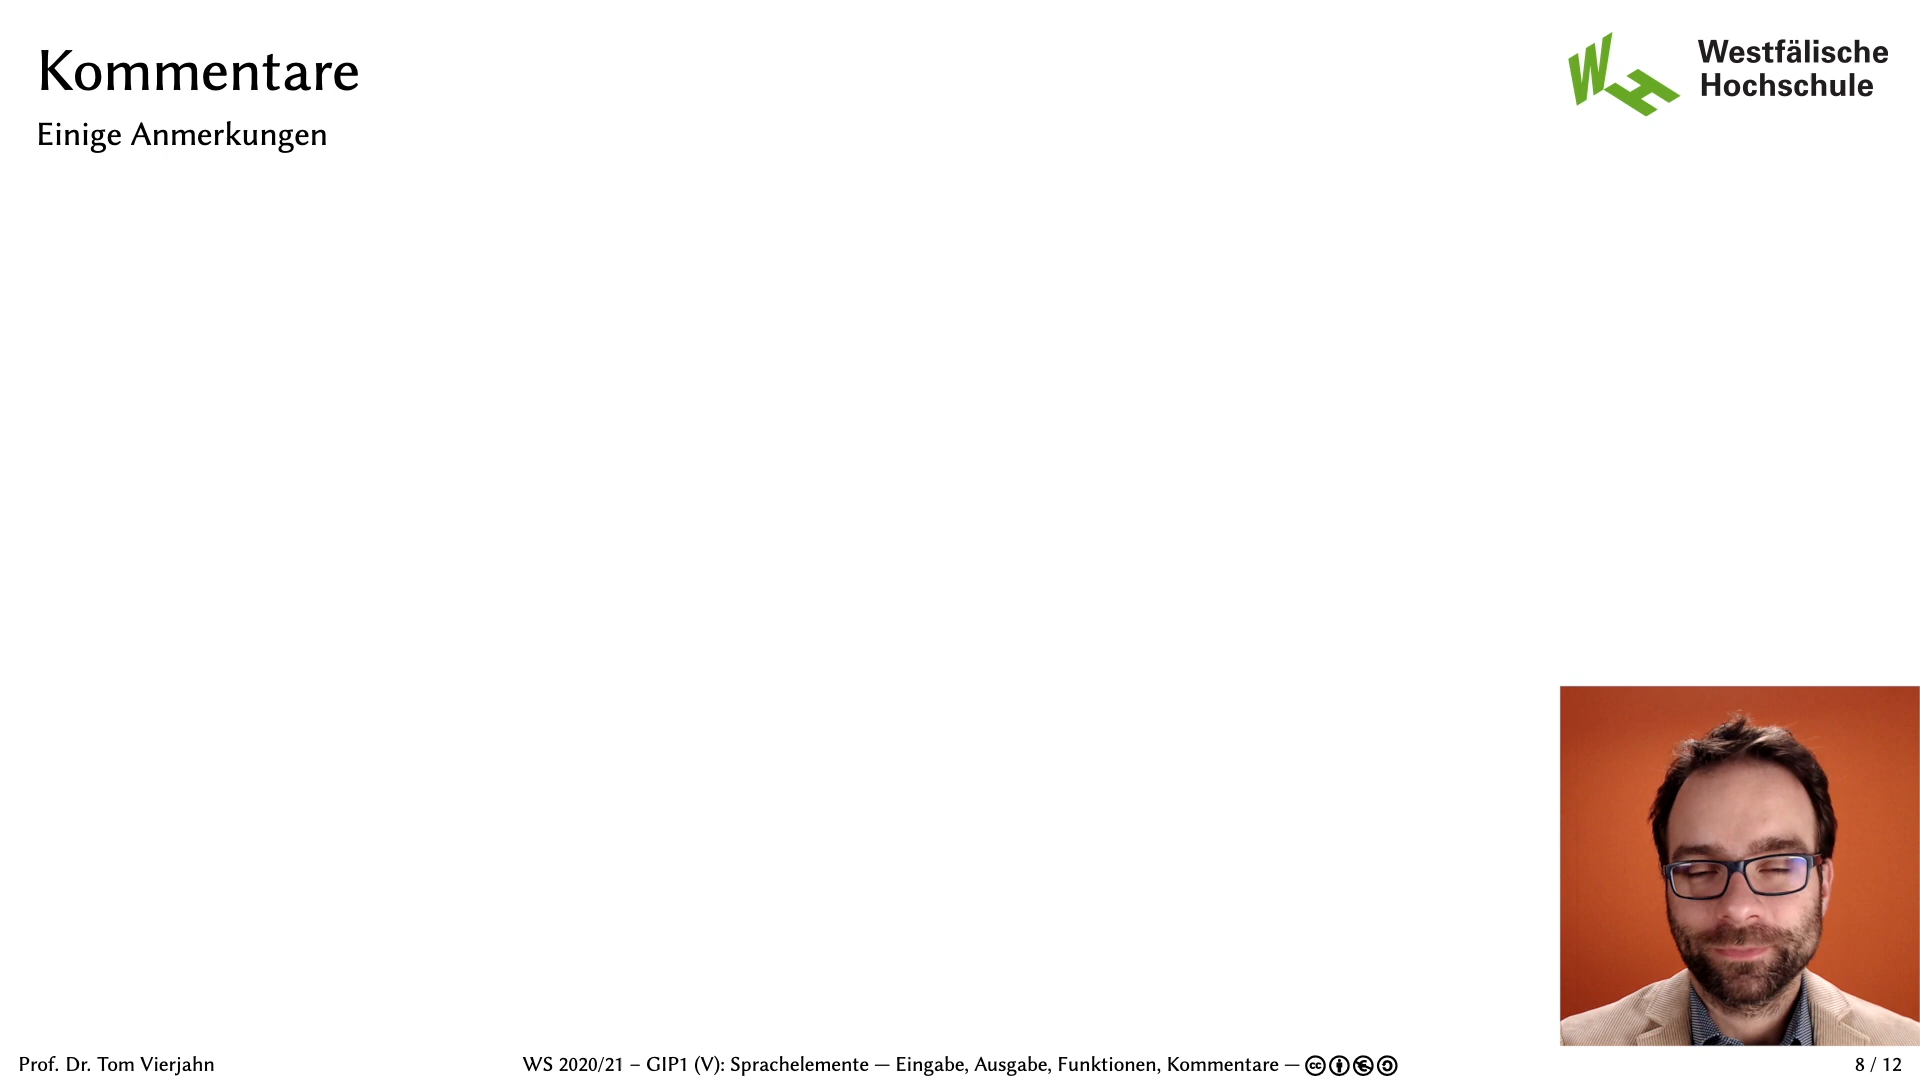 Kommentare
Einige Anmerkungen
Westfälische
Hochschule
Prof. Dr. Tom Vierjahn
WS 2020/21 – GIP1 (V): Sprachelemente — Eingabe, Ausgabe, Funktionen, Kommentare —
8 / 12